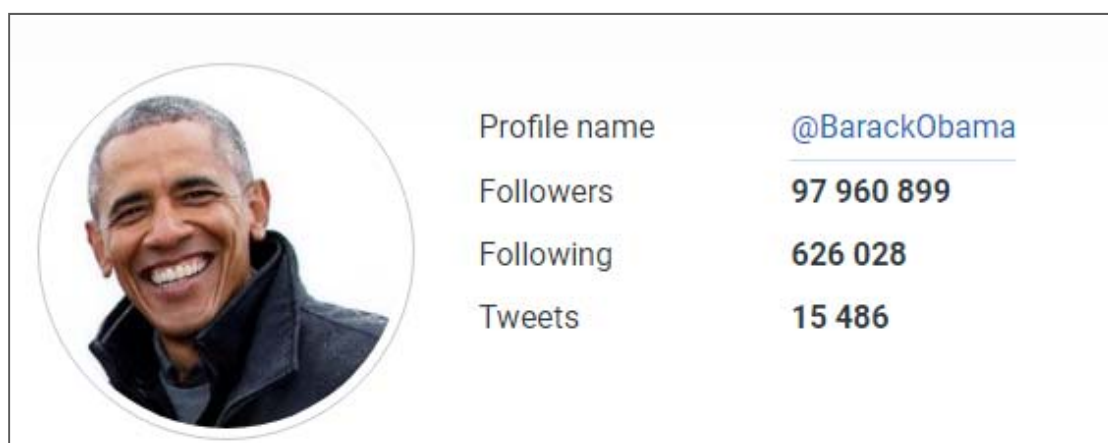 Profile name @BarackObama
Followers 97 960 899
Following 626 028
Tweets 15 486